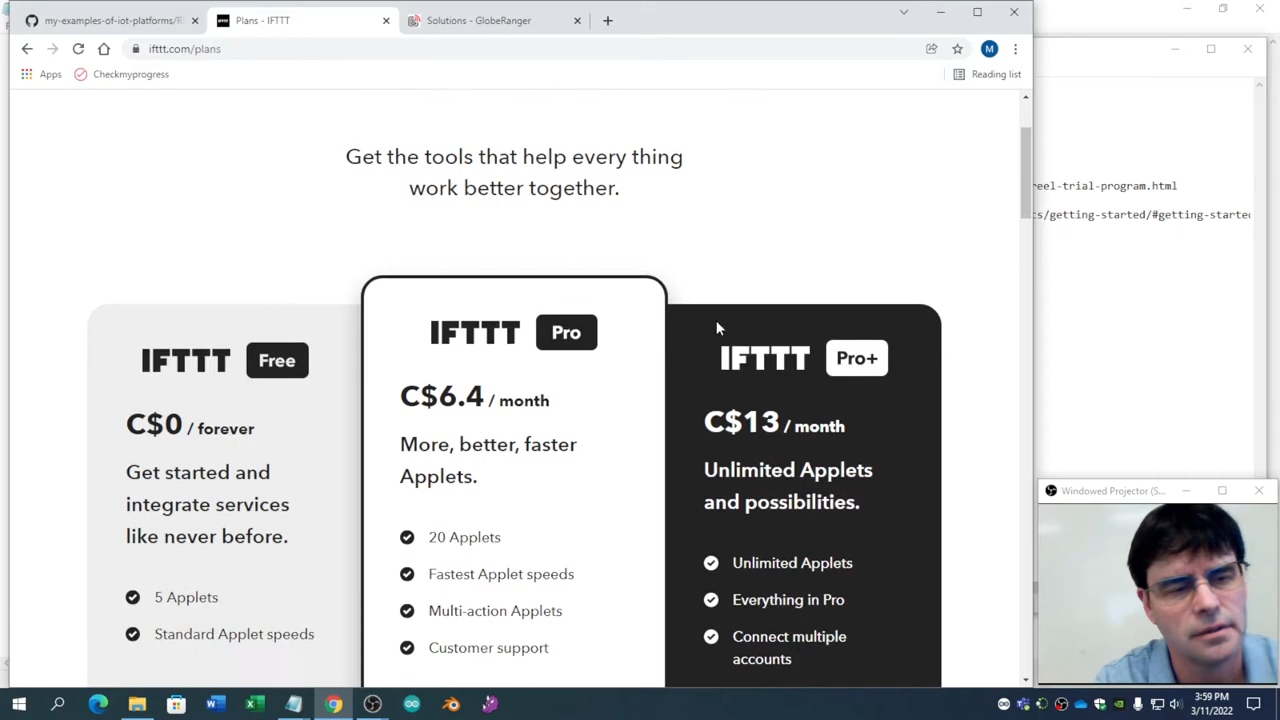 my-examples-of-iot-platforms/R
Plans - IFTTT
Solutions - GlobeRanger
ifttt.com/plans
M
Apps
Checkmyprogress
Reading list
Get the tools that help every thing
work better together.
IFTTT Free
C$0 / forever
Get started and
integrate services
like never before.
5 Applets
Standard Applet speeds
IFTTT Pro
C$6.4 / month
More, better, faster
Applets.
20 Applets
Fastest Applet speeds
Multi-action Applets
Customer support
IFTTT Pro+
C$13 / month
Unlimited Applets
and possibilities.
Unlimited Applets
Everything in Pro
Connect multiple
accounts
reel-trial-program.html
ts/getting-started/#getting-started
Windowed Projector (S...
3:59 PM
3/11/2022